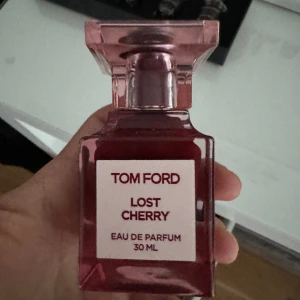 TOM FORD
LOST
CHERRY
EAU DE PARFUM
30 ML